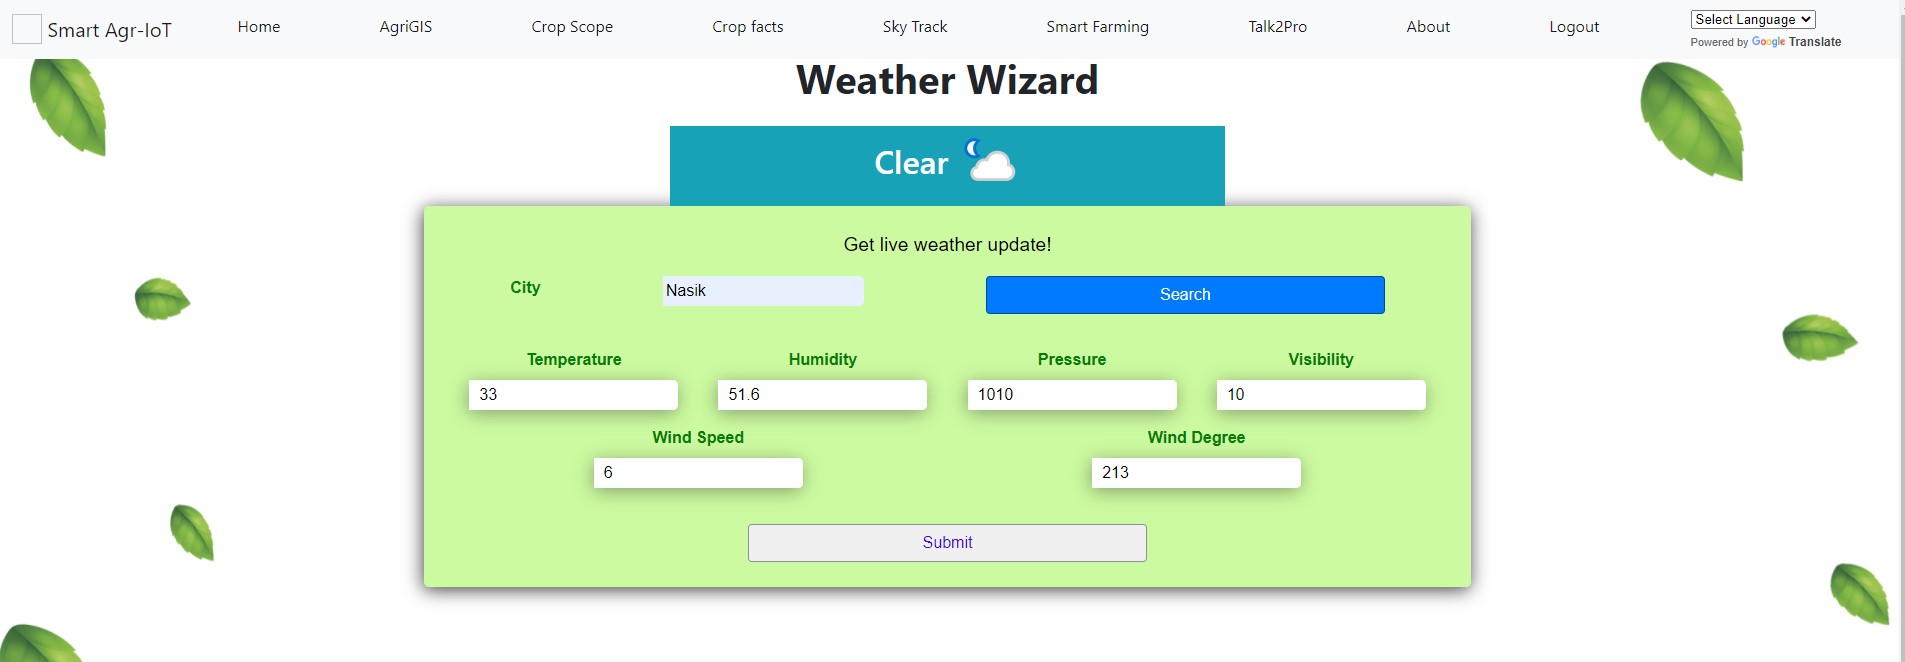 Smart Agr-IoT Home AgriGIS Crop Scope Crop facts Sky Track Smart Farming Talk2Pro About Logout Select Language
Powered by Google Translate
Weather Wizard
Clear
Get live weather update!
City Nasik Search
Temperature Humidity Pressure Visibility
33 51.6 1010 10
Wind Speed Wind Degree
6 213
Submit